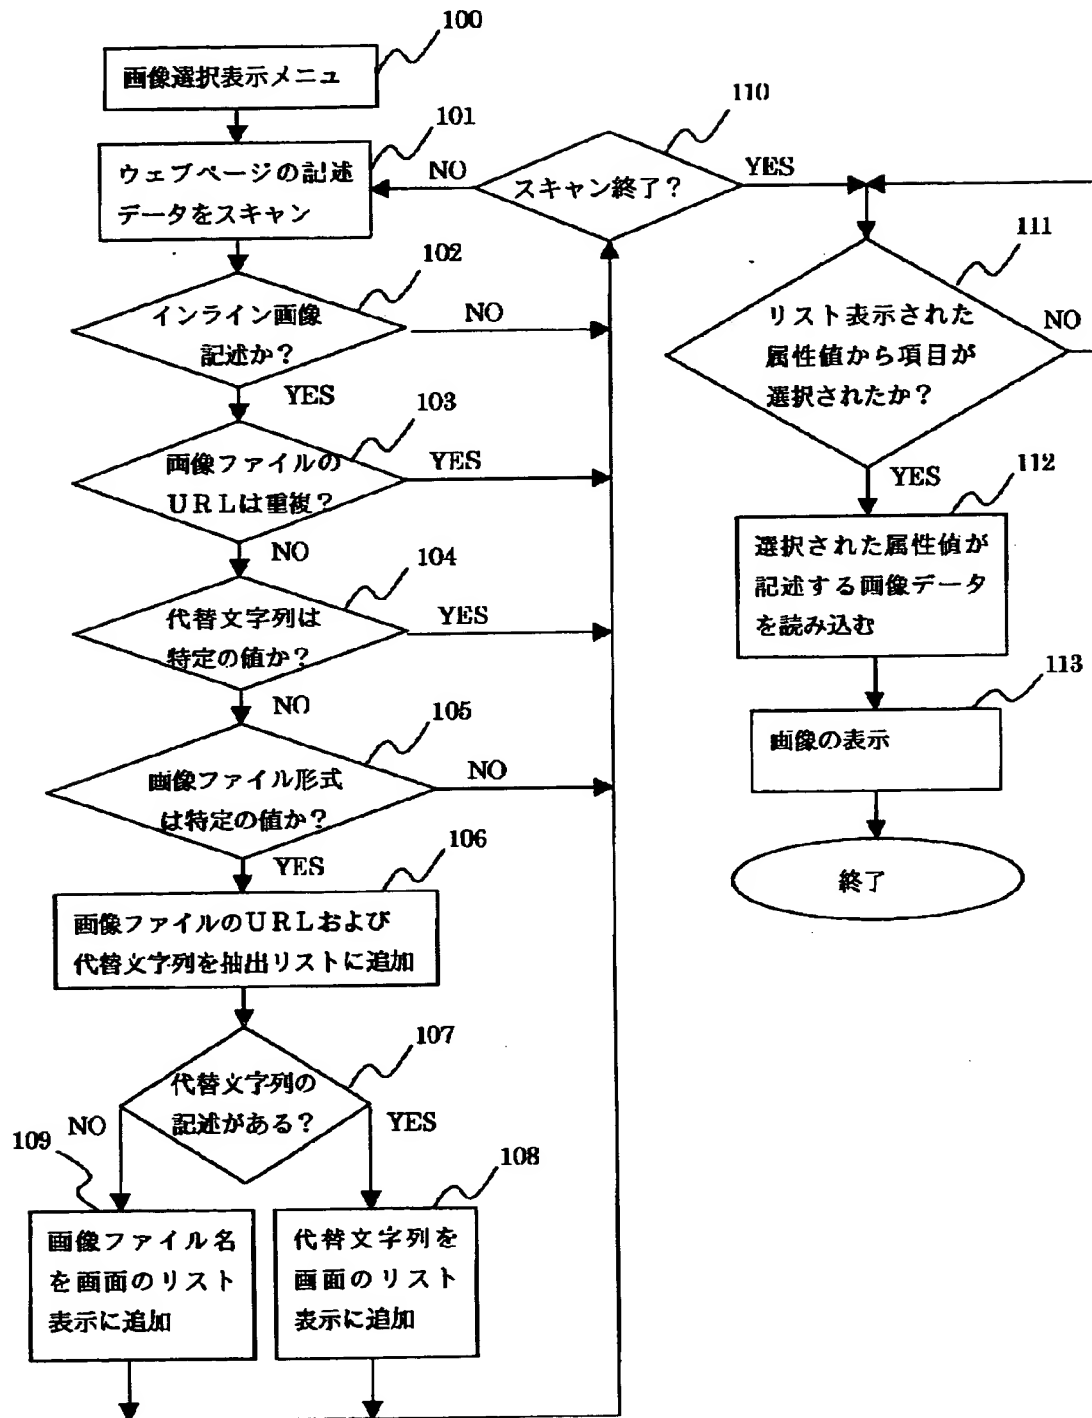 100
画像選択表示メニュ
101
ウェブページの記述
データをスキャン
102
インライン画像
記述か？
NO
YES
103
画像ファイルの
ＵＲＬは重複？
YES
NO
104
代替文字列は
特定の値か？
YES
NO
105
画像ファイル形式
は特定の値か？
NO
YES
106
画像ファイルのＵＲＬおよび
代替文字列を抽出リストに追加
107
代替文字列の
記述がある？
NO
YES
109
画像ファイル名
を画面のリスト
表示に追加
108
代替文字列を
画面のリスト
表示に追加
110
スキャン終了？
NO
YES
111
リスト表示された
属性値から項目が
選択されたか？
NO
YES
112
選択された属性値が
記述する画像データ
を読み込む
113
画像の表示
終了